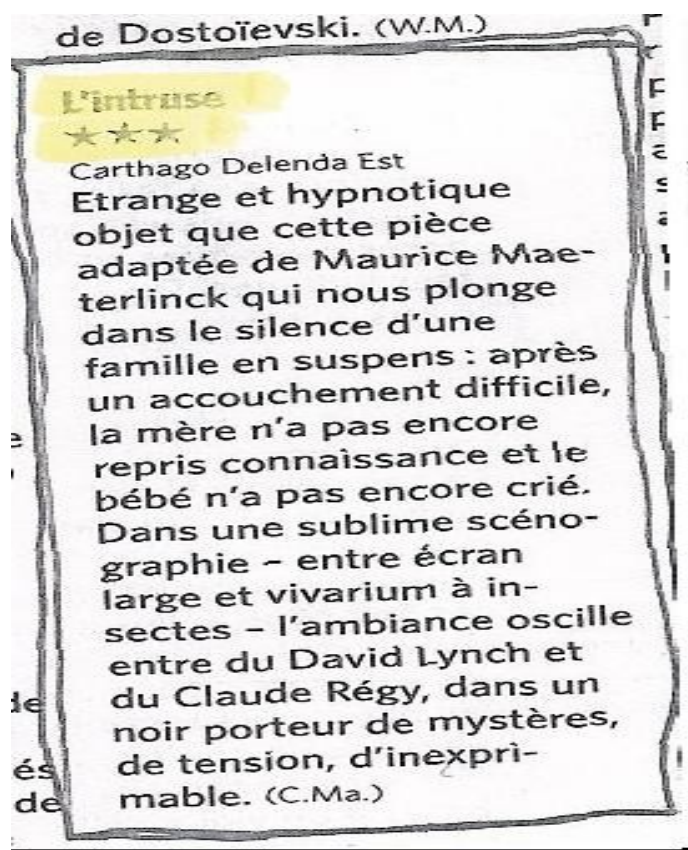 de Dostoïevski. (W.M.)
L'intruse
★★★
Carthago Delenda Est
Etrange et hypnotique
objet que cette pièce
adaptée de Maurice Mae-
terlinck qui nous plonge
dans le silence d'une
famille en suspens : après
un accouchement difficile,
la mère n'a pas encore
repris connaissance et le
bébé n'a pas encore crié.
Dans une sublime scéno-
graphie – entre écran
large et vivarium à in-
sectes – l'ambiance oscille
entre du David Lynch et
du Claude Régy, dans un
noir porteur de mystères,
de tension, d'inexpri-
mable. (C.Ma.)